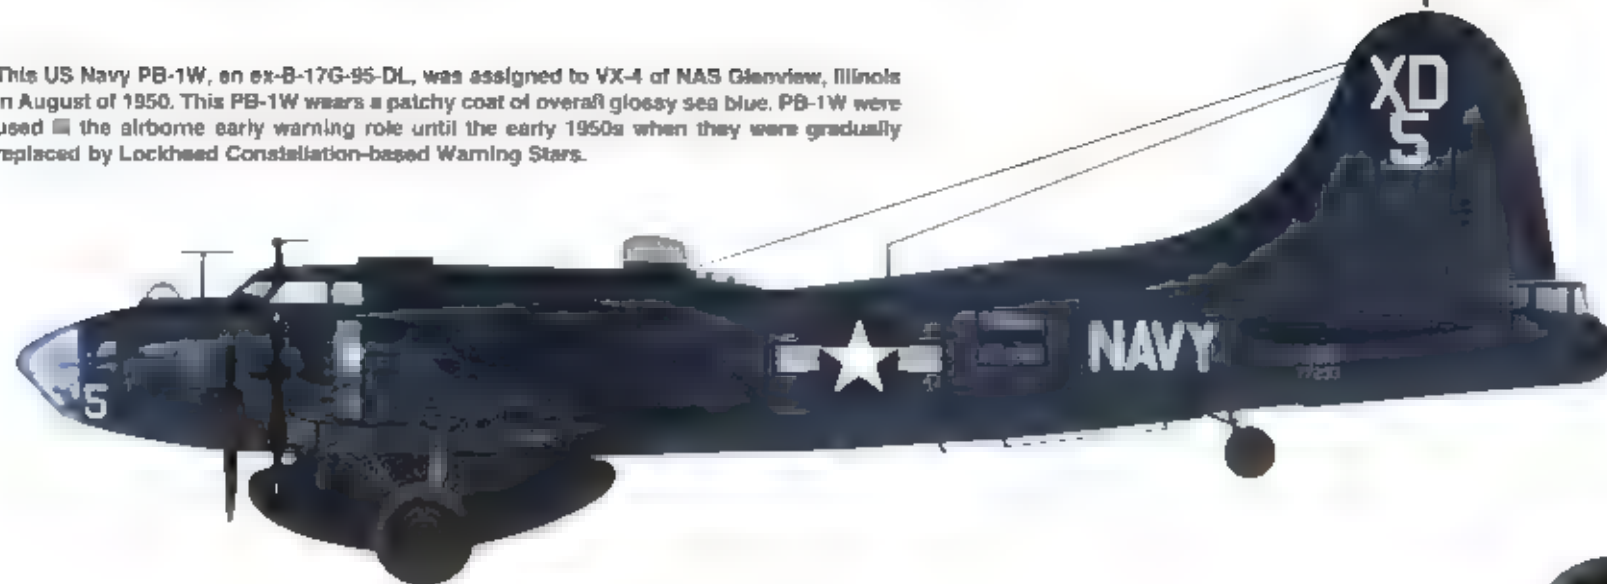 This US Navy PB-1W, an ex-B-17G-95-DL, was assigned to VX-4 of NAS Glenview, Illinois
in August of 1950. This PB-1W wears a patchy coat of overall glossy sea blue. PB-1W were
used the airborne early warning role until the early 1950s when they were gradually
replaced by Lockheed Constellation-based Warning Stars.
XD
5
NAVY
5